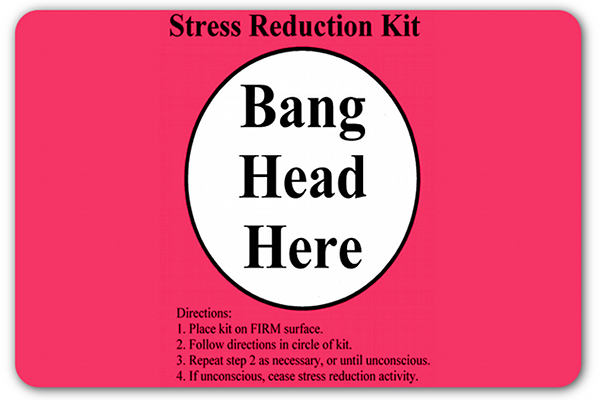 Stress Reduction Kit
Bang
Head
Here
Directions:
1. Place kit on FIRM surface.
2. Follow directions in circle of kit.
3. Repeat step 2 as necessary, or until unconscious.
4. If unconscious, cease stress reduction activity.